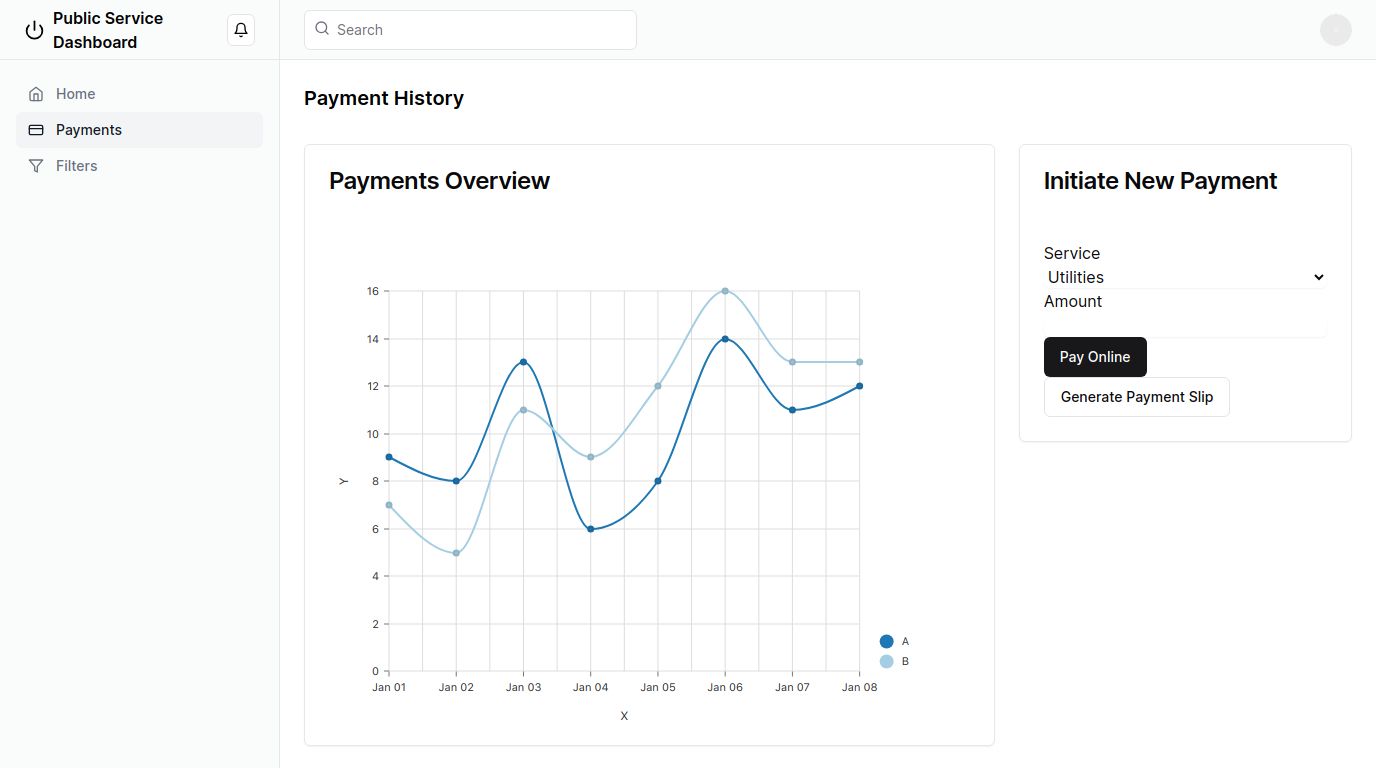 Public Service
Dashboard
Search
Home
Payments
Filters
Payment History
Payments Overview
16
14
12
10
8
6
4
2
0
Y
Jan 01 Jan 02 Jan 03 Jan 04 Jan 05 Jan 06 Jan 07 Jan 08
X
A
B
Initiate New Payment
Service
Utilities
Amount
Pay Online
Generate Payment Slip